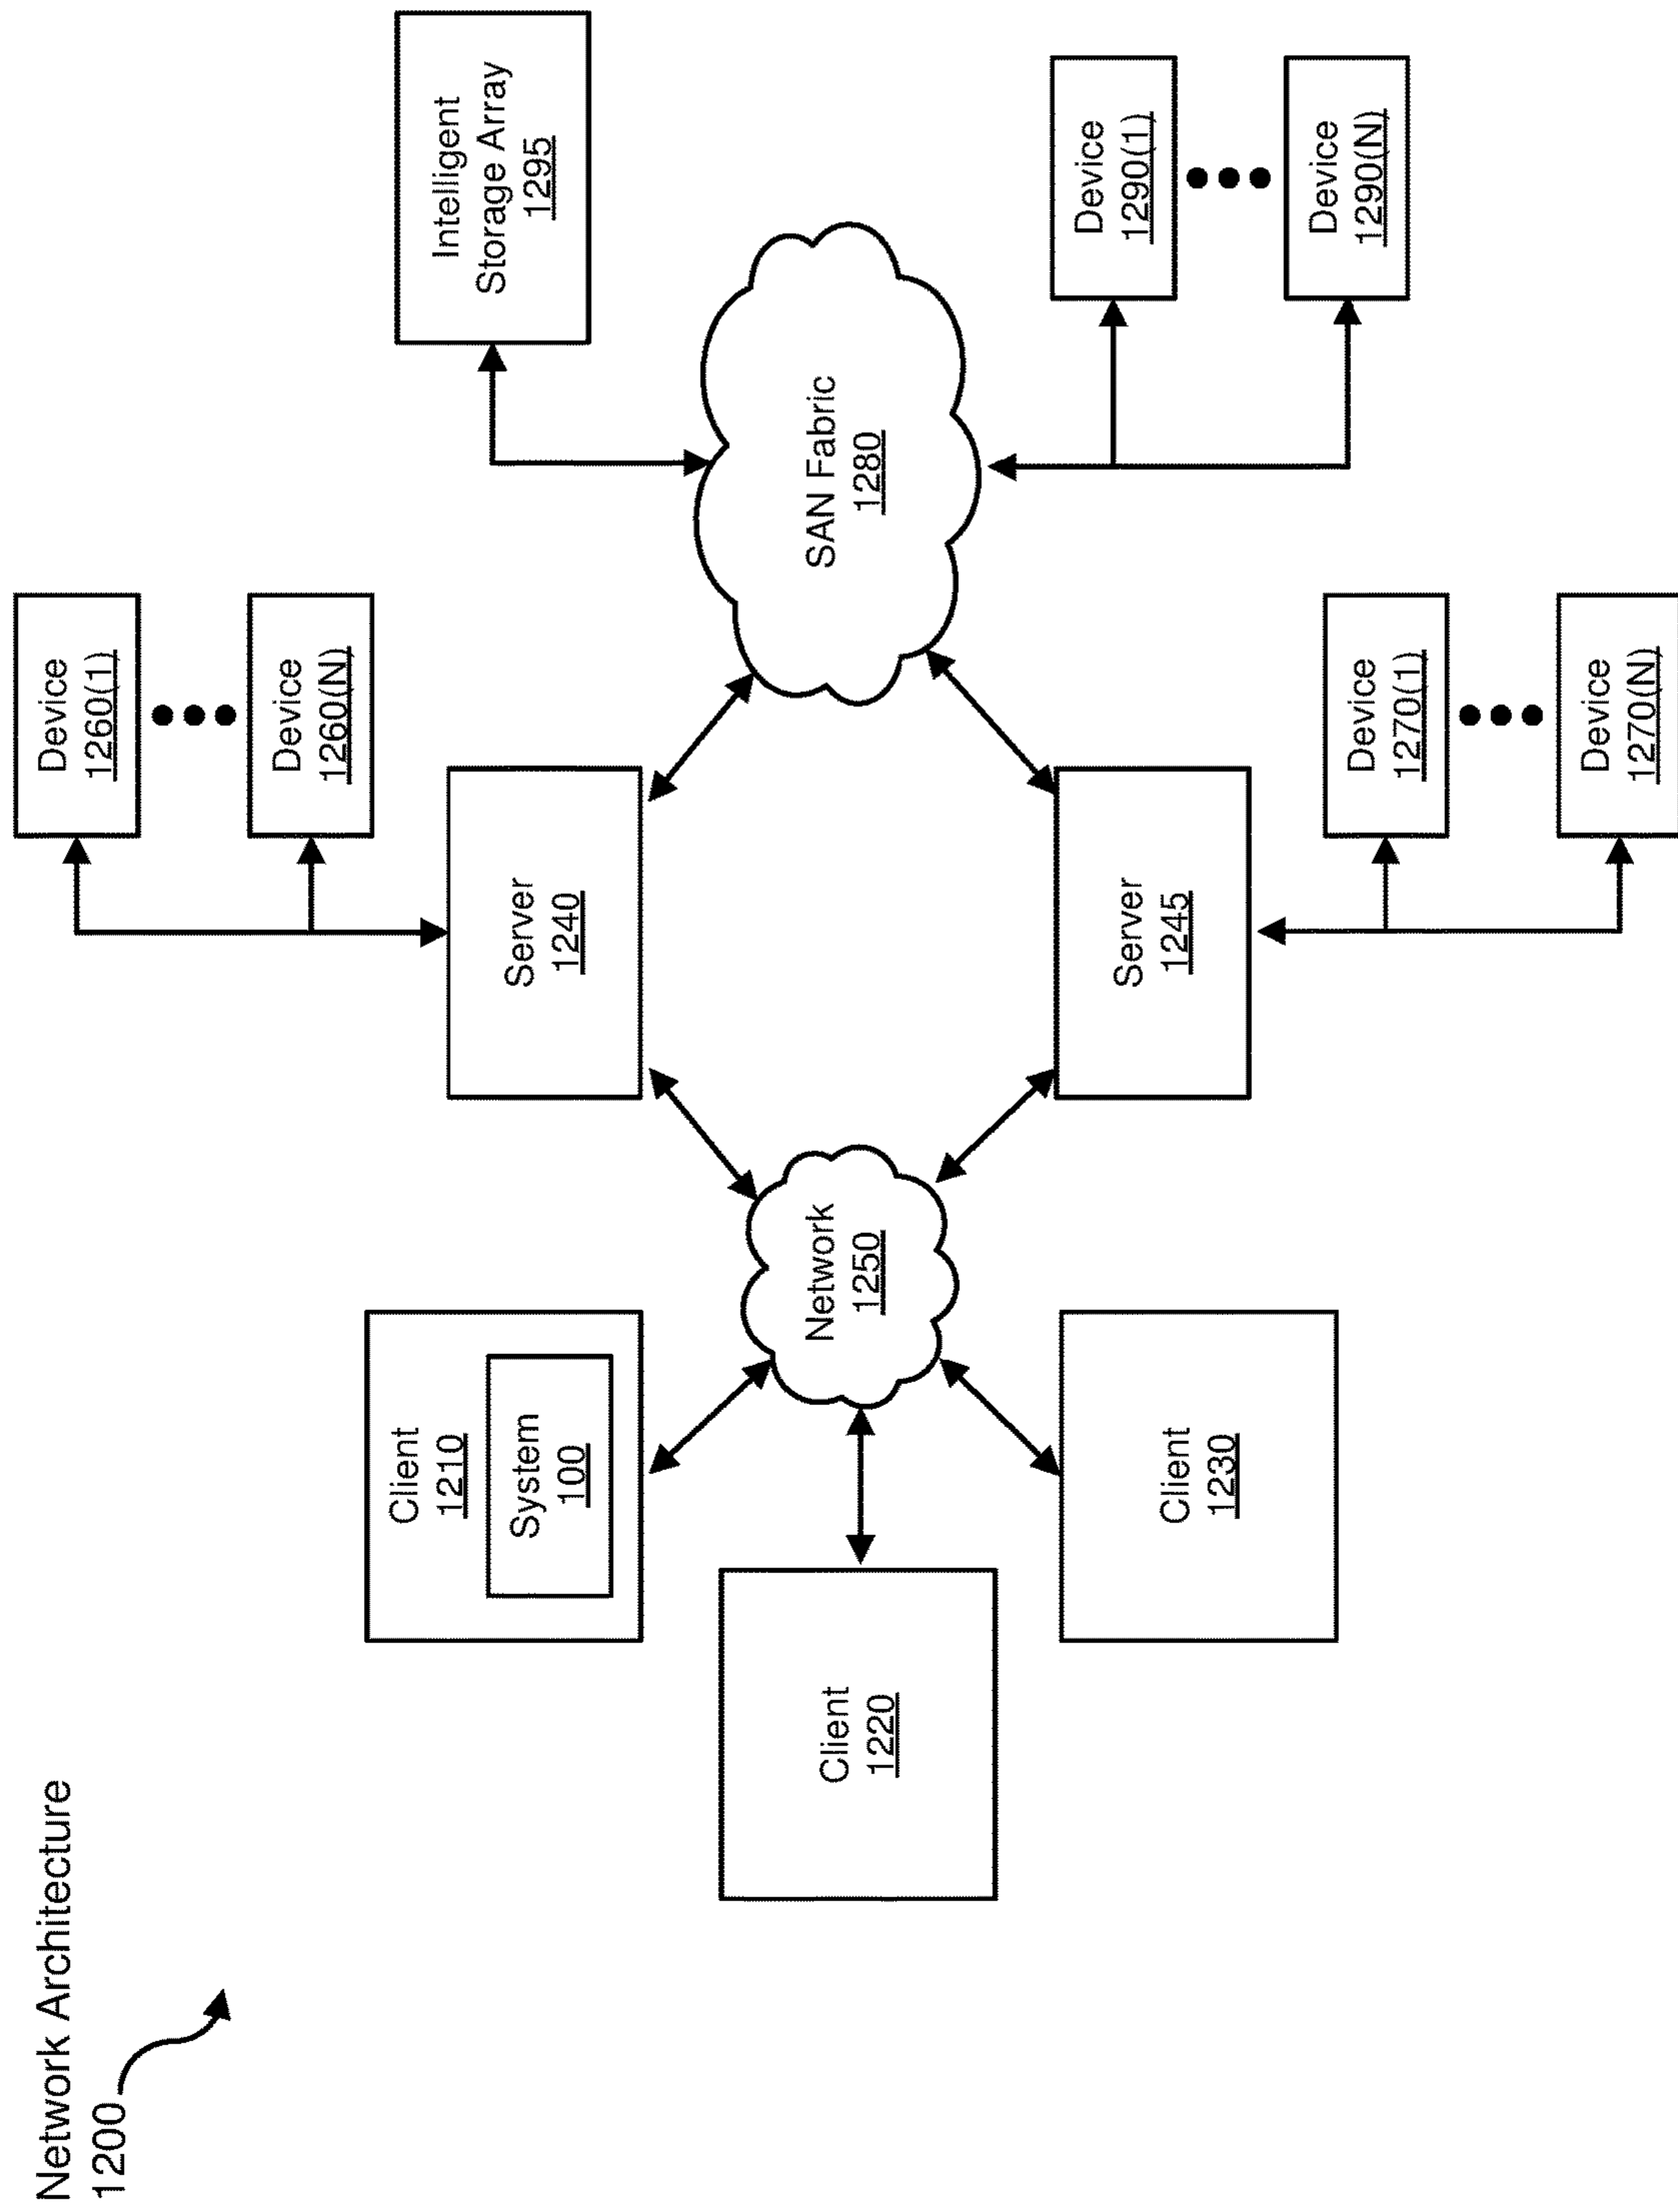 Network Architecture
1200
Client
1210
System
100
Client
1220
Client
1230
Network
1250
Server
1240
Server
1245
Device
1260(1)
Device
1260(N)
Device
1270(1)
Device
1270(N)
SAN Fabric
1280
Intelligent
Storage Array
1295
Device
1290(1)
Device
1290(N)